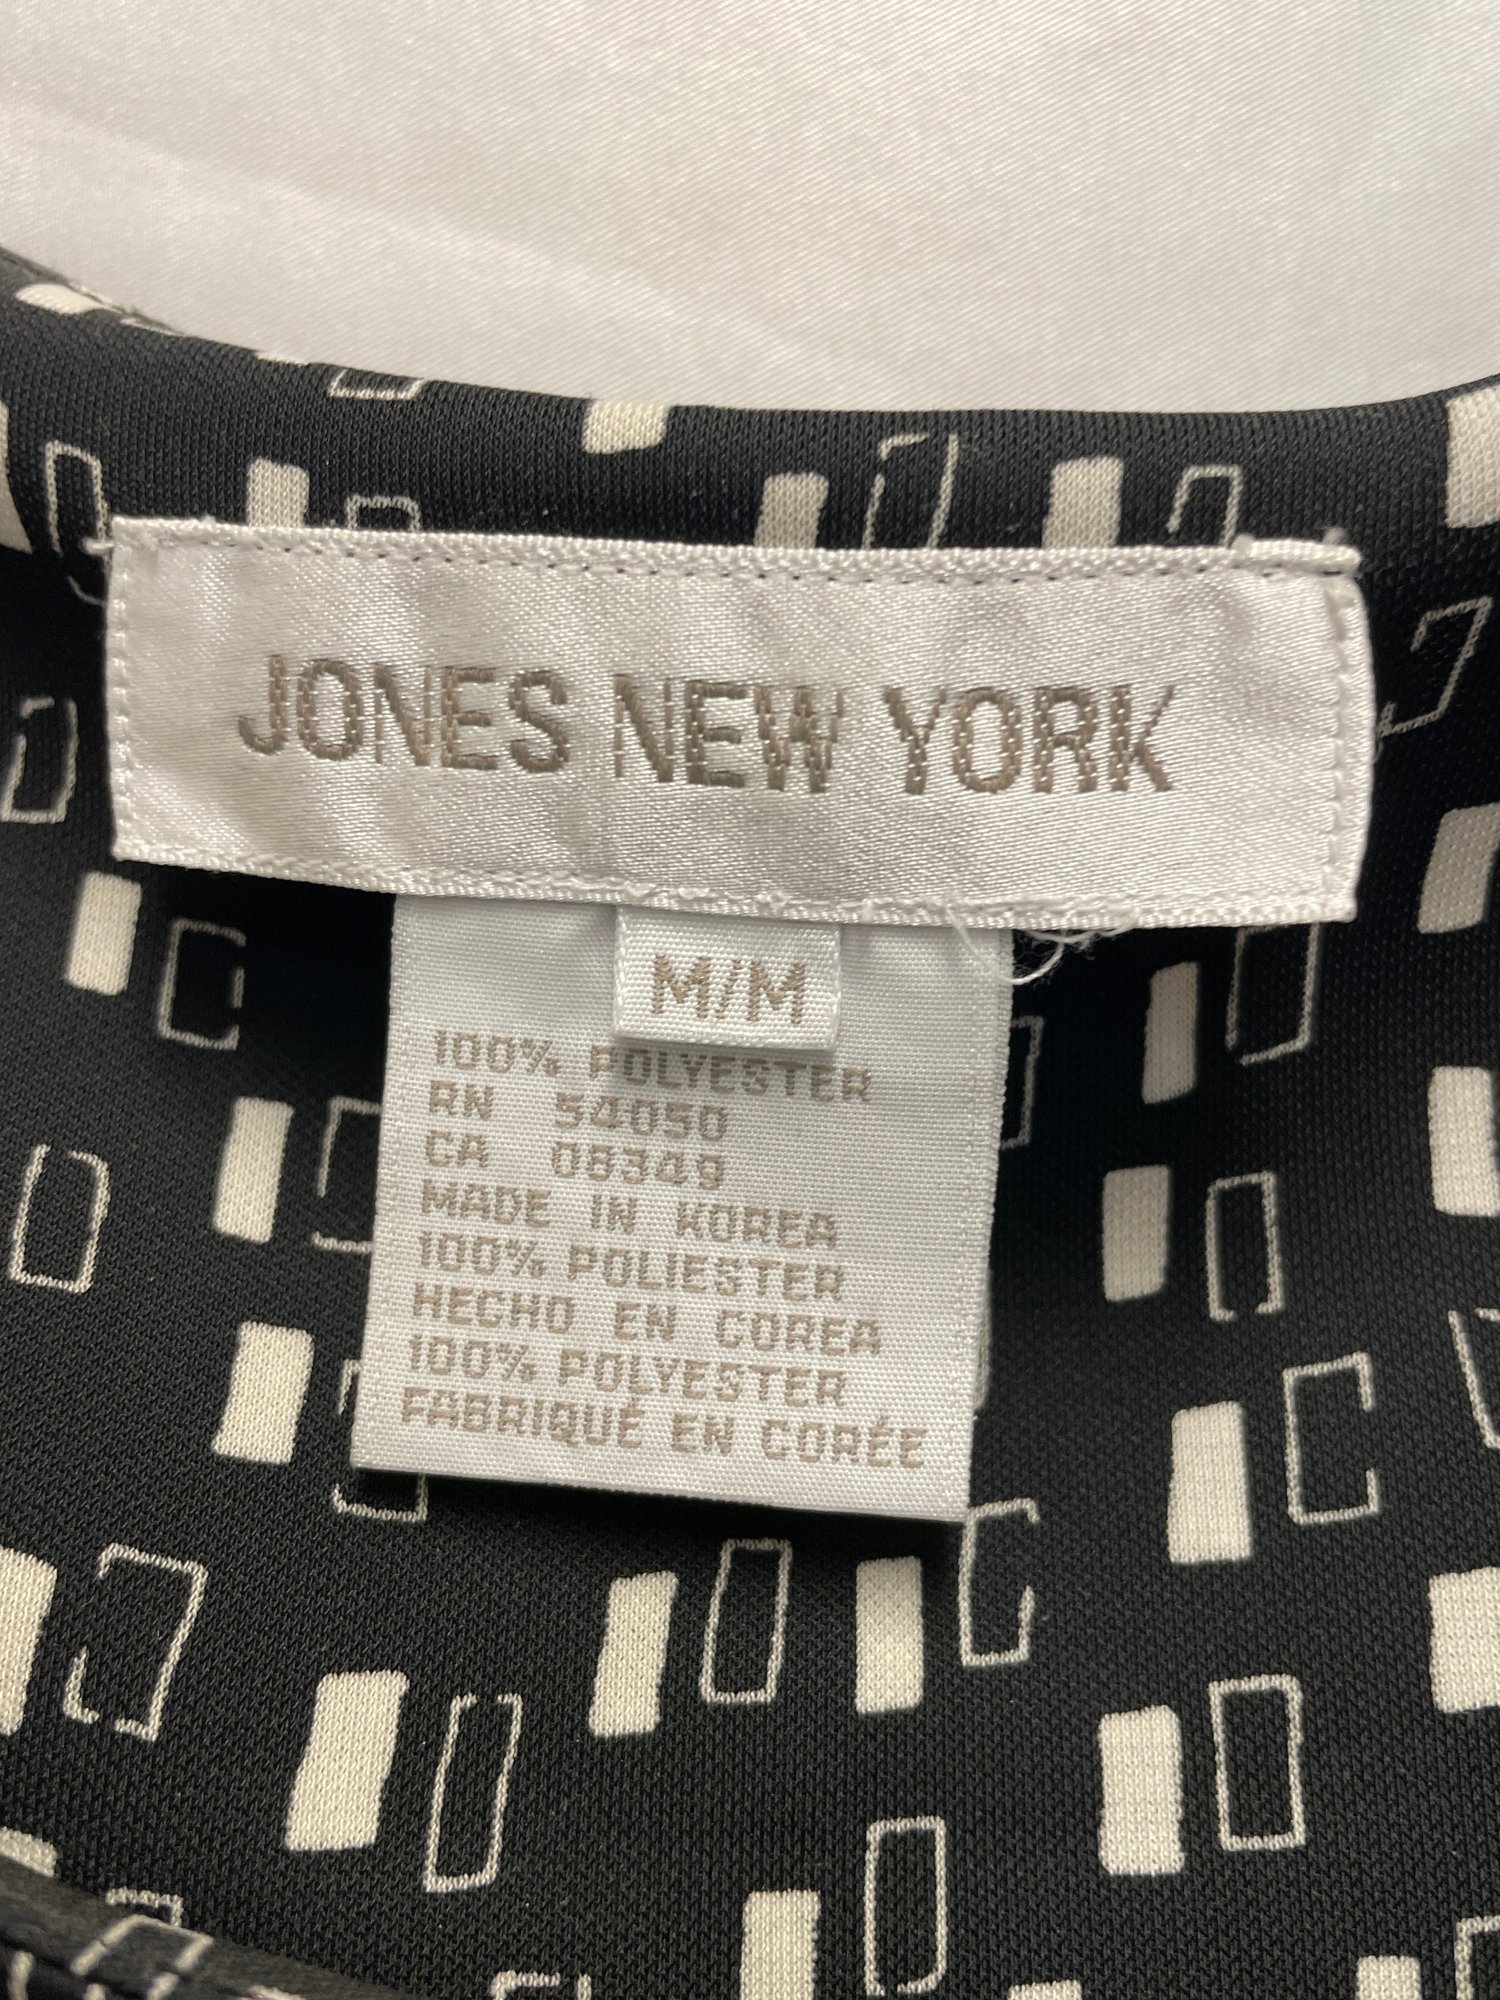 JONES NEW YORK
M/M
100% POLYESTER
RN 54050
CA 08349
MADE IN KOREA
100% POLIESTER
HECHO EN COREA
100% POLYESTER
FABRIQUÉ EN CORÉE